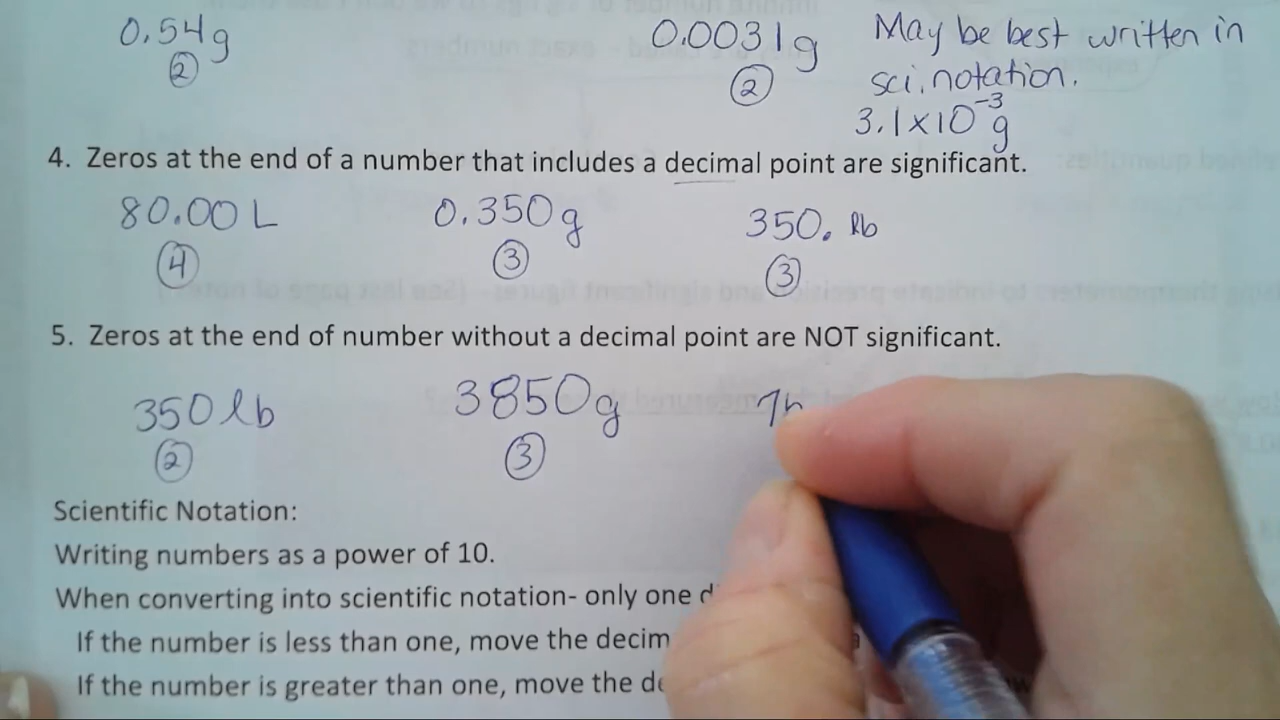 0.54g 0.0031g May be best written in
② ② sci. notation.
3.1x10⁻³g
4. Zeros at the end of a number that includes a decimal point are significant.
80.00 L 0.350g 350. lb
④ ③ ③
5. Zeros at the end of number without a decimal point are NOT significant.
350 lb 3850g
② ③
Scientific Notation:
Writing numbers as a power of 10.
When converting into scientific notation- only one
If the number is less than one, move the
If the number is greater than one, move the